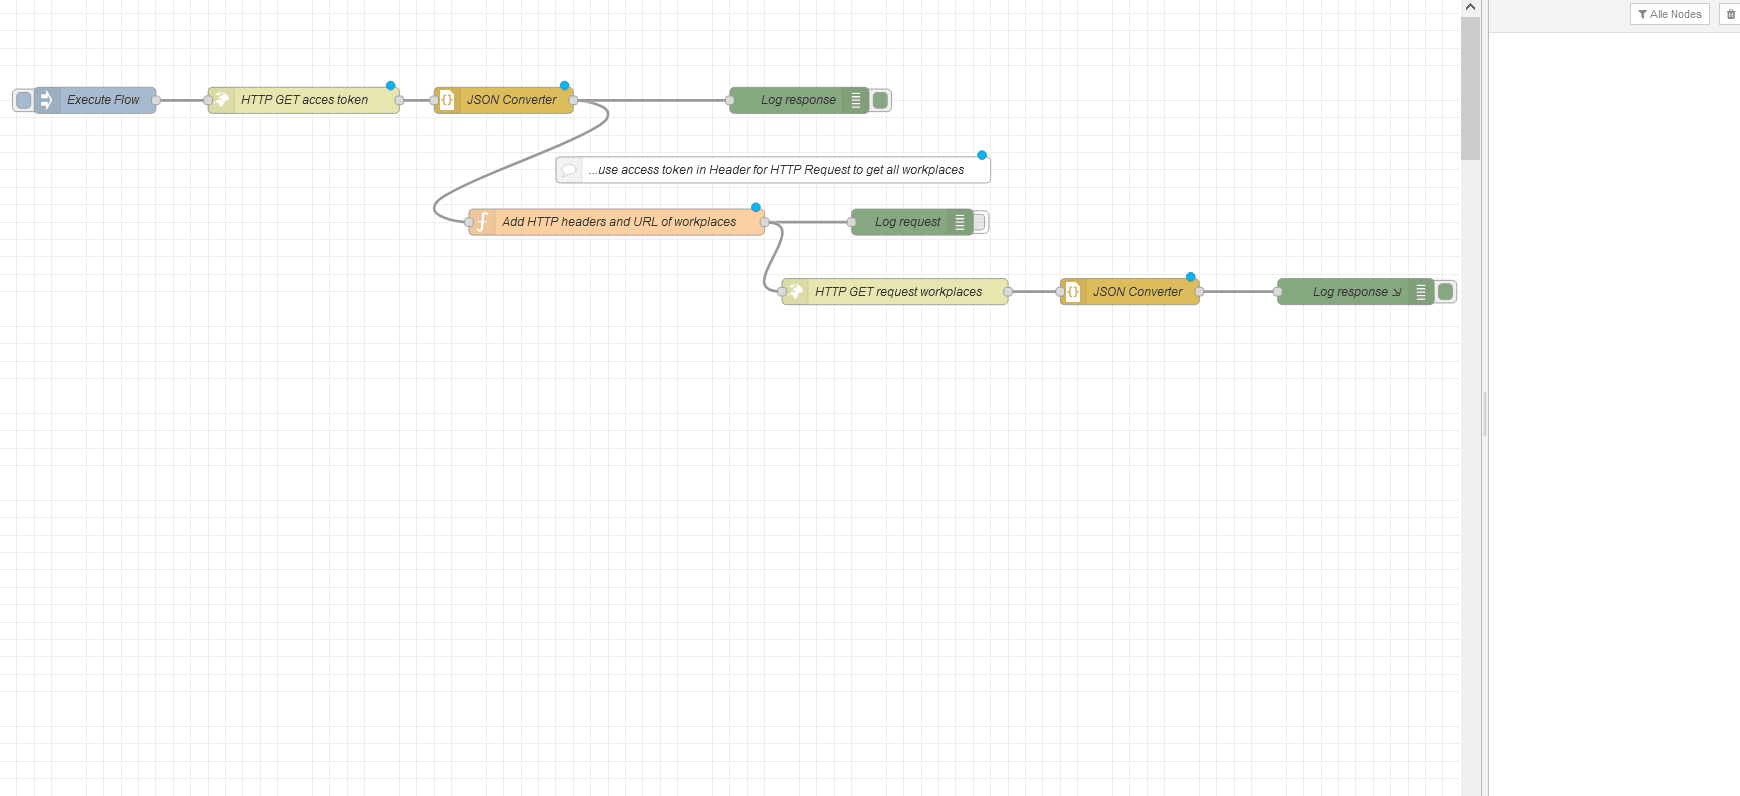 Alle Nodes
Execute Flow
HTTP GET acces token
JSON Converter
Log response
...use access token in Header for HTTP Request to get all workplaces
Add HTTP headers and URL of workplaces
Log request
HTTP GET request workplaces
JSON Converter
Log response ⇲